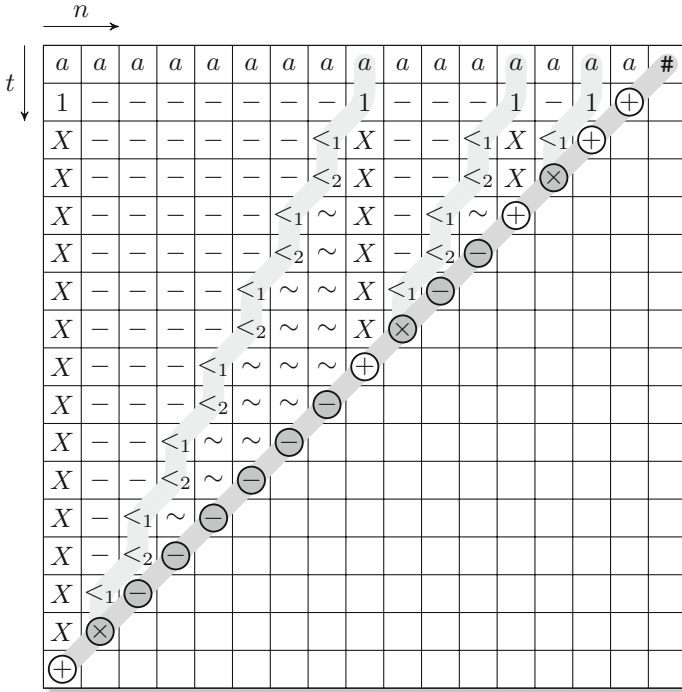 n
t
a a a a a a a a a a a a a a a a #
1 − − − − − − − 1 − − − 1 − 1 ⊕
X − − − − − − <₁ X − − <₁ X <₁ ⊕
X − − − − − − <₂ X − − <₂ X ⊗
X − − − − − <₁ ∼ X − <₁ ∼ ⊕
X − − − − − <₂ ∼ X − <₂ ⊖
X − − − − <₁ ∼ ∼ X <₁ ⊖
X − − − − <₂ ∼ ∼ X ⊗
X − − − <₁ ∼ ∼ ∼ ⊕
X − − − <₂ ∼ ∼ ⊖
X − − <₁ ∼ ∼ ⊖
X − − <₂ ∼ ⊖
X − <₁ ∼ ⊖
X − <₂ ⊖
X <₁ ⊖
X ⊗
⊕